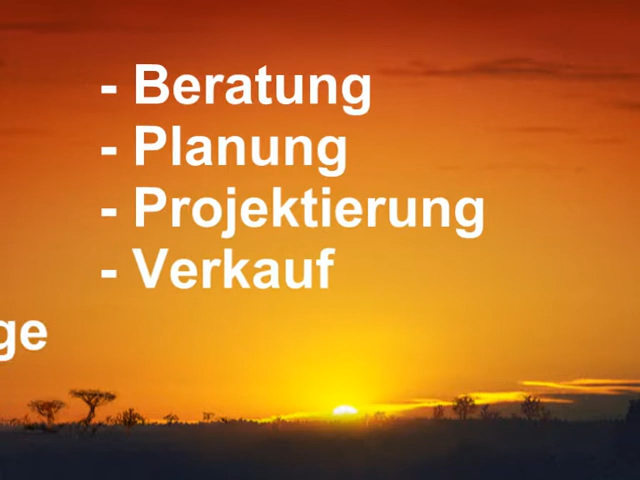 - Beratung
- Planung
- Projektierung
- Verkauf
ge